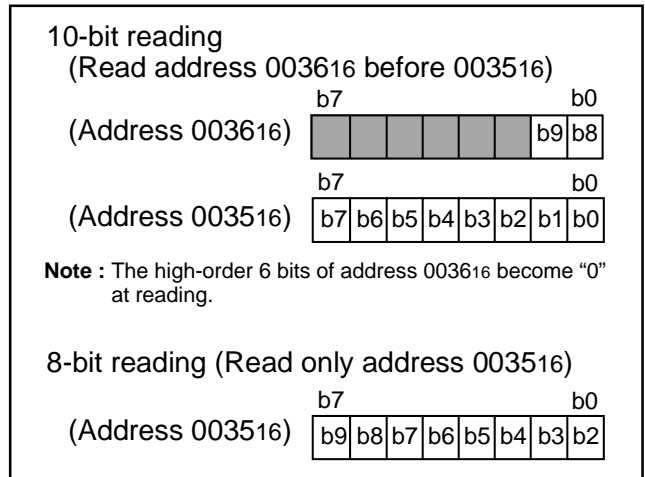 10-bit reading
(Read address 003616 before 003516)
b7 b0
(Address 003616) b9 b8
b7 b0
(Address 003516) b7 b6 b5 b4 b3 b2 b1 b0
Note : The high-order 6 bits of address 003616 become “0”
at reading.
8-bit reading (Read only address 003516)
b7 b0
(Address 003516) b9 b8 b7 b6 b5 b4 b3 b2